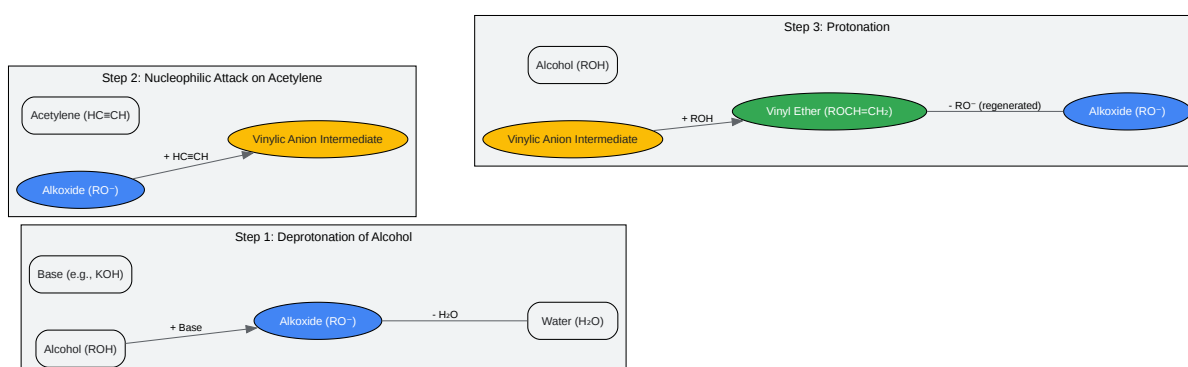 Step 3: Protonation
Alcohol (ROH)
Vinylic Anion Intermediate
+ ROH
Vinyl Ether (ROCH=CH₂)
- RO⁻ (regenerated)
Alkoxide (RO⁻)
Step 2: Nucleophilic Attack on Acetylene
Acetylene (HC≡CH)
Alkoxide (RO⁻)
+ HC≡CH
Vinylic Anion Intermediate
Step 1: Deprotonation of Alcohol
Base (e.g., KOH)
Alcohol (ROH)
+ Base
Alkoxide (RO⁻)
- H₂O
Water (H₂O)